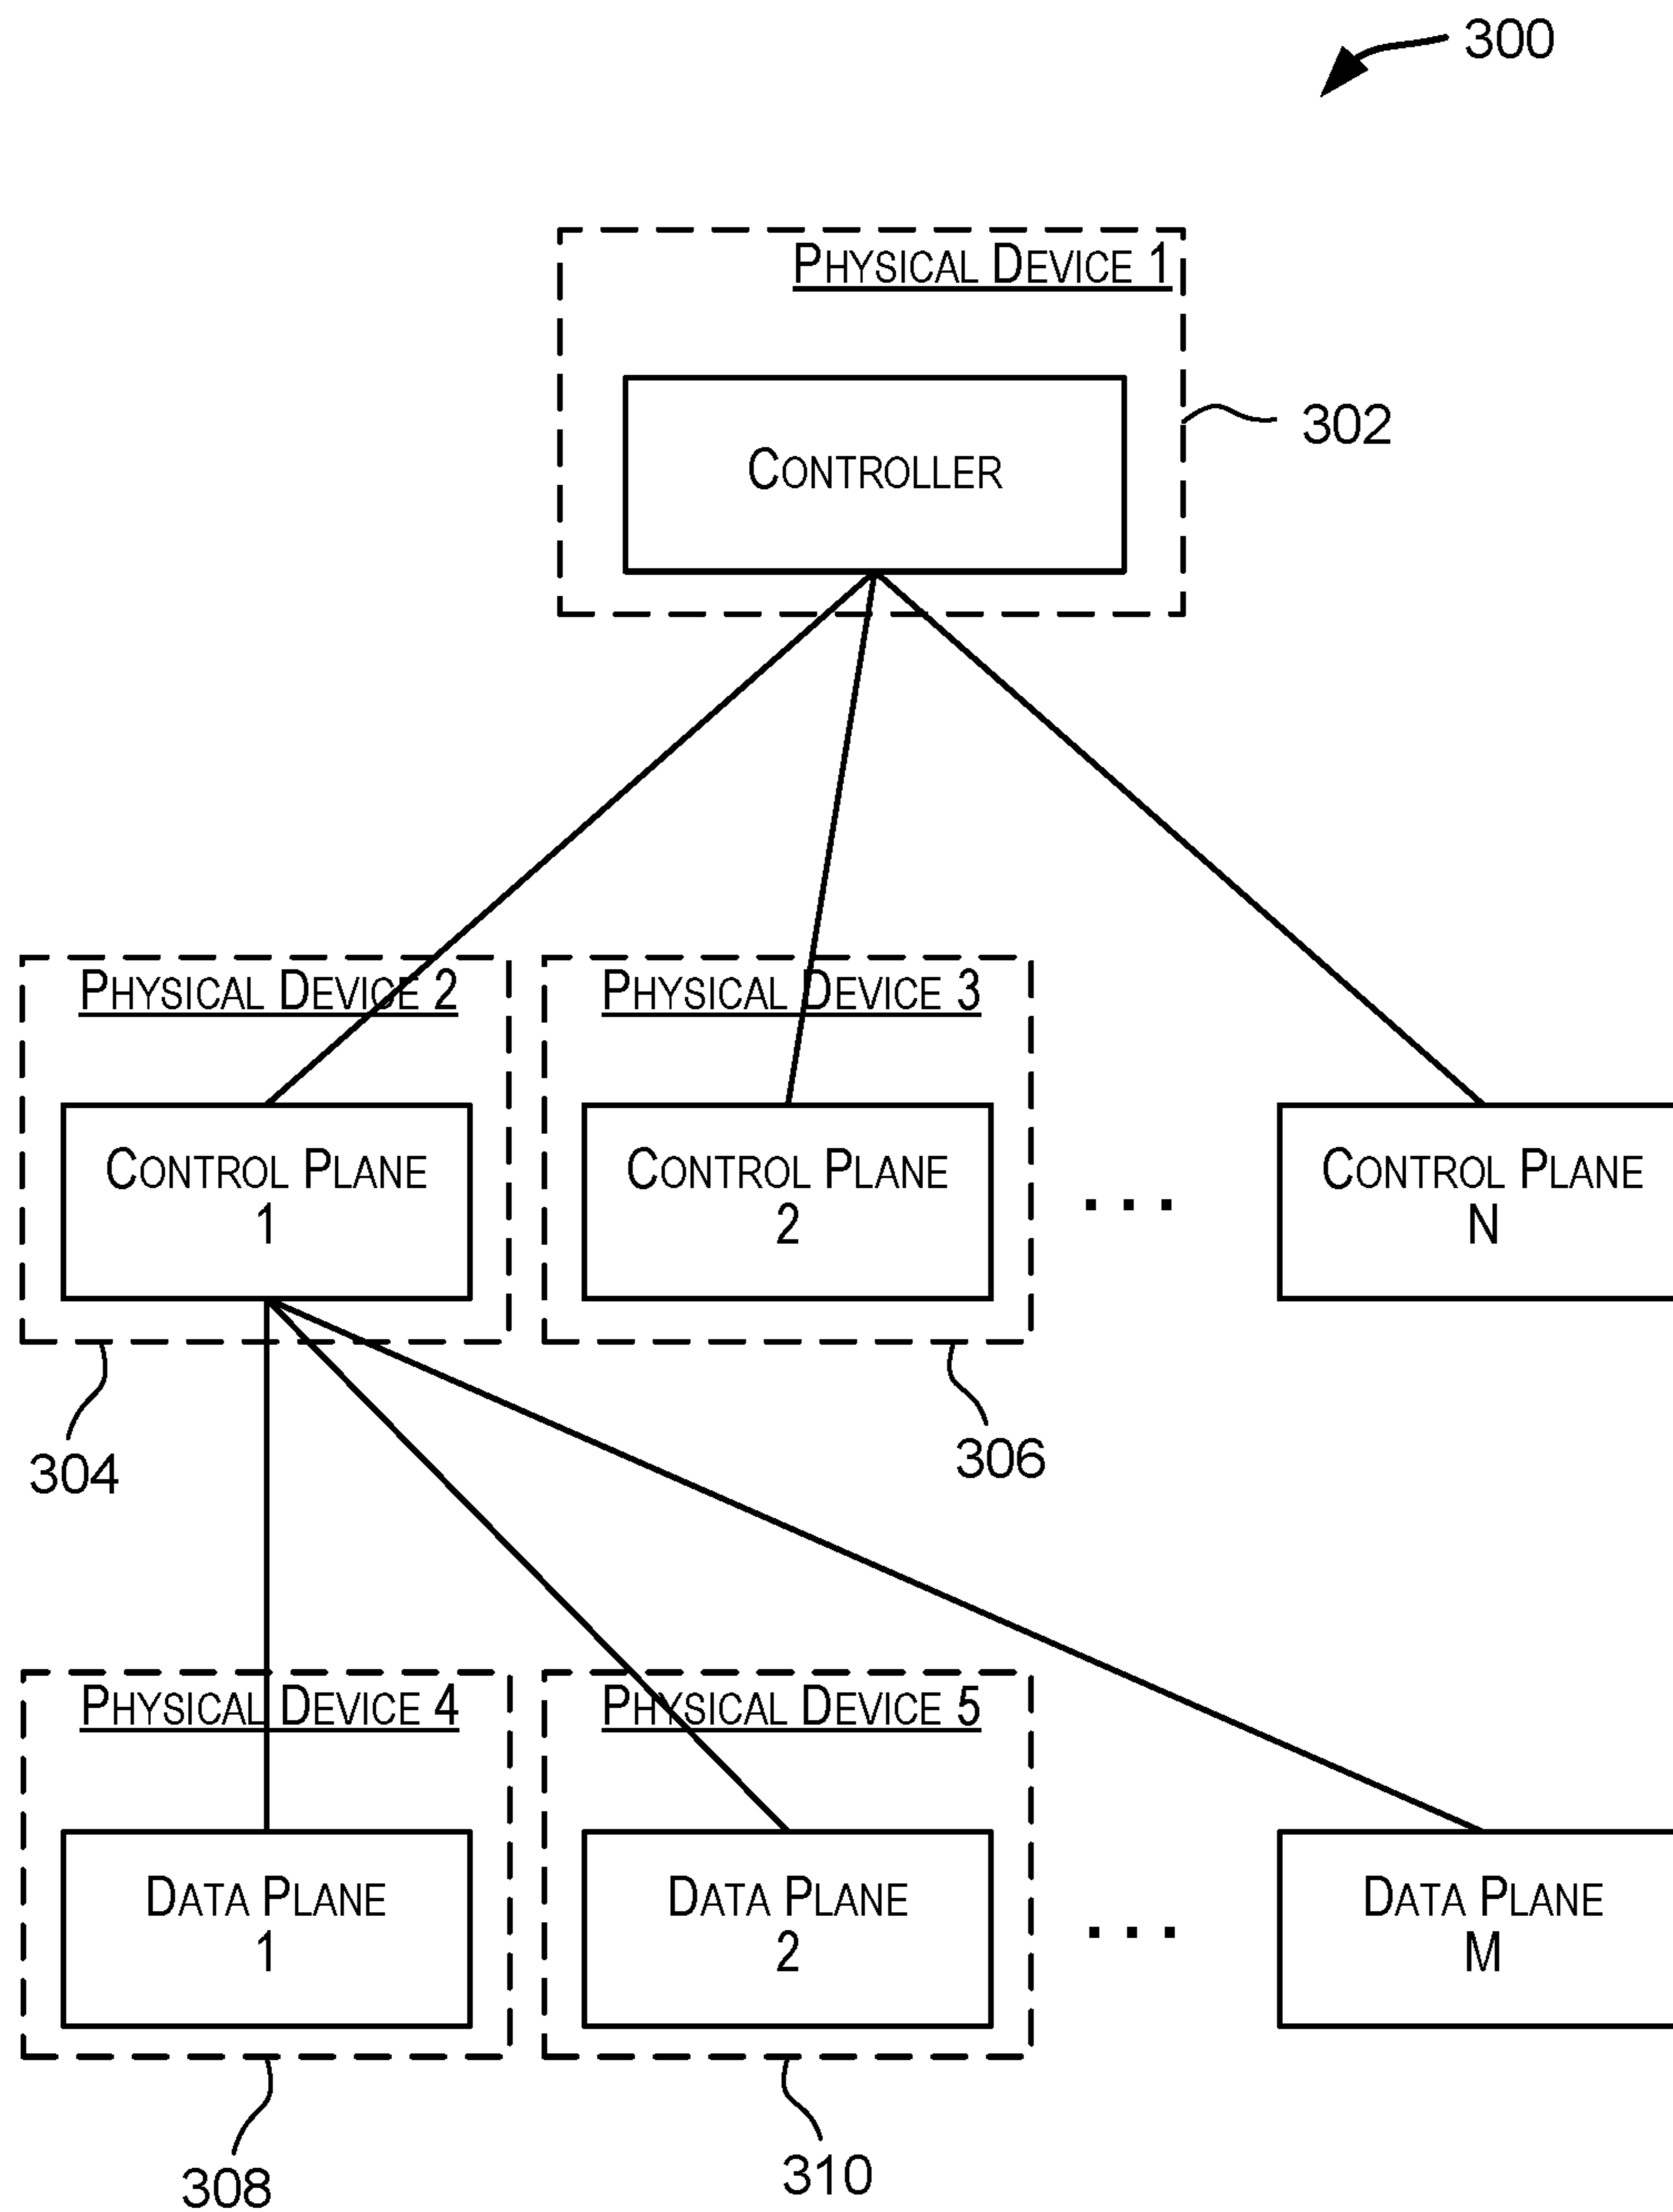 300
PHYSICAL DEVICE 1
CONTROLLER
302
PHYSICAL DEVICE 2
PHYSICAL DEVICE 3
CONTROL PLANE
1
CONTROL PLANE
2
. . .
CONTROL PLANE
N
304
306
PHYSICAL DEVICE 4
PHYSICAL DEVICE 5
DATA PLANE
1
DATA PLANE
2
. . .
DATA PLANE
M
308
310